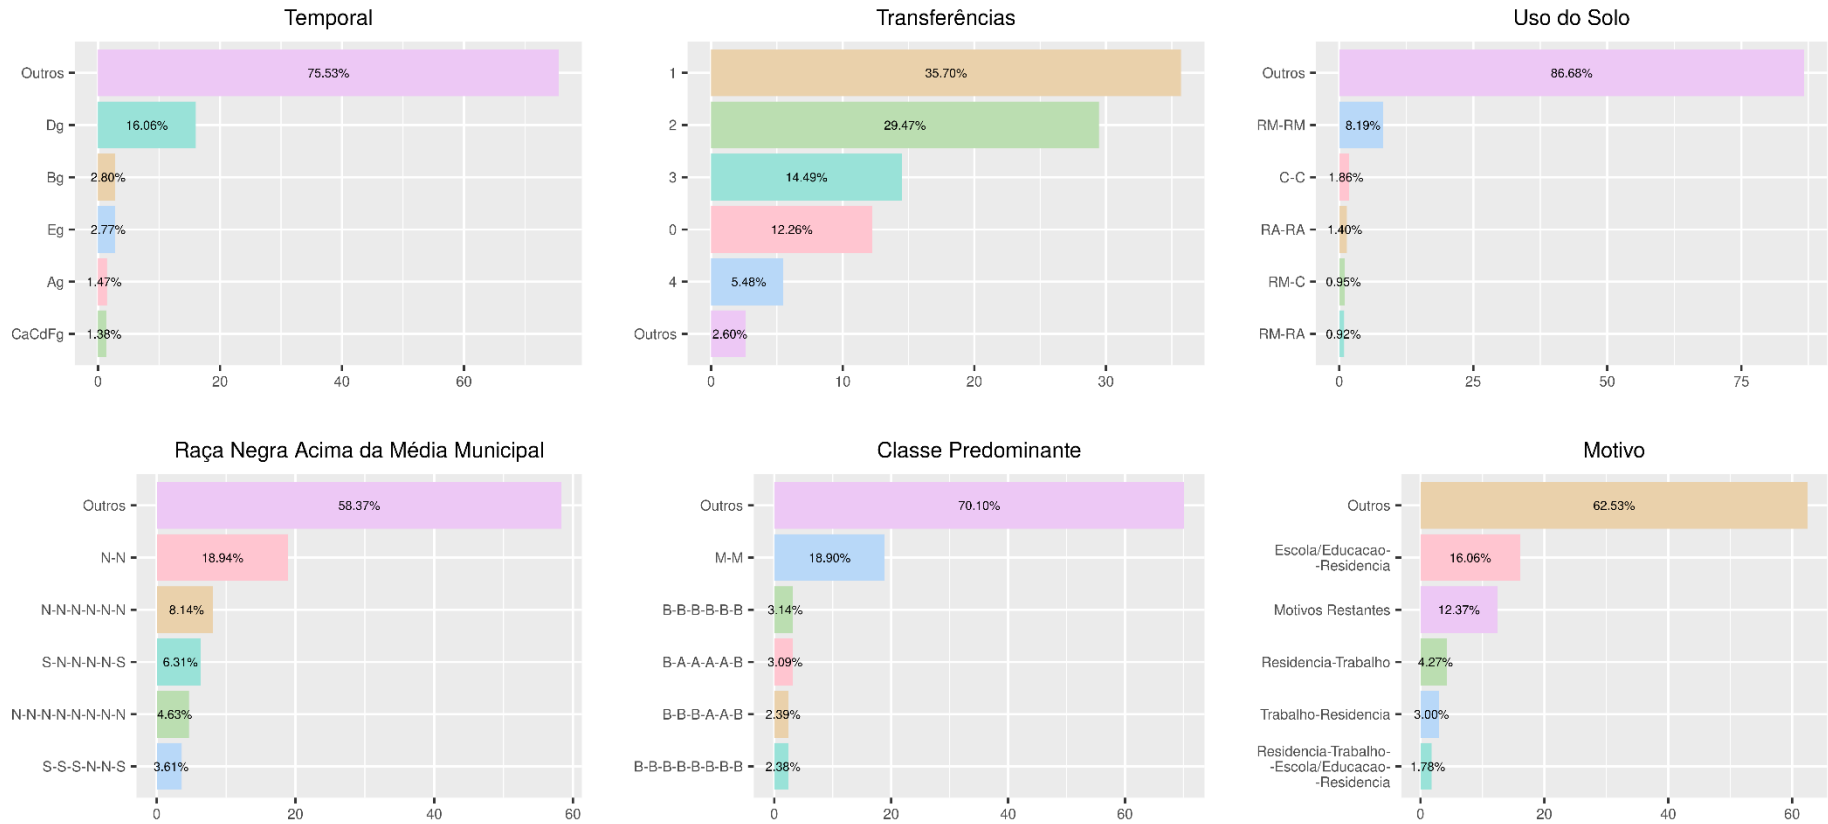 Temporal
Outros
75.53%
Dg
16.06%
Bg
2.80%
Eg
2.77%
Ag
1.47%
CaCdFg
1.38%
0 20 40 60
Transferências
1
35.70%
2
29.47%
3
14.49%
0
12.26%
4
5.48%
Outros
2.60%
0 10 20 30
Uso do Solo
Outros
86.68%
RM-RM
8.19%
C-C
1.86%
RA-RA
1.40%
RM-C
0.95%
RM-RA
0.92%
0 25 50 75
Raça Negra Acima da Média Municipal
Outros
58.37%
N-N
18.94%
N-N-N-N-N-N
8.14%
S-N-N-N-N-S
6.31%
N-N-N-N-N-N-N-N
4.63%
S-S-S-N-N-S
3.61%
0 20 40 60
Classe Predominante
Outros
70.10%
M-M
18.90%
B-B-B-B-B-B
3.14%
B-A-A-A-A-B
3.09%
B-B-B-A-A-B
2.39%
B-B-B-B-B-B-B-B
2.38%
0 20 40 60
Motivo
Outros
62.53%
Escola/Educacao-
-Residencia
16.06%
Motivos Restantes
12.37%
Residencia-Trabalho
4.27%
Trabalho-Residencia
3.00%
Residencia-Trabalho-
-Escola/Educacao-
-Residencia
1.78%
0 20 40 60